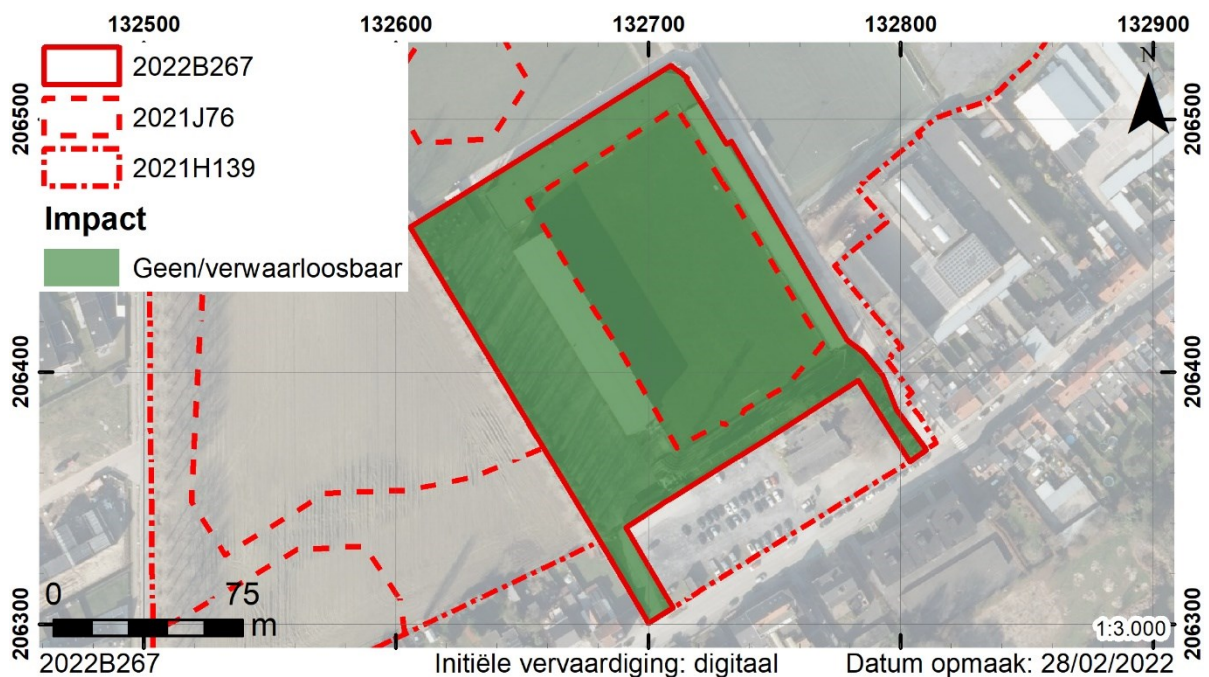 132500 132600 132700 132800 132900
2022B267
2021J76
2021H139
Impact
Geen/verwaarloosbaar
N
206500 206500
206400 206400
206300 206300
0 75
m
1:3.000
2022B267 Initiële vervaardiging: digitaal Datum opmaak: 28/02/2022